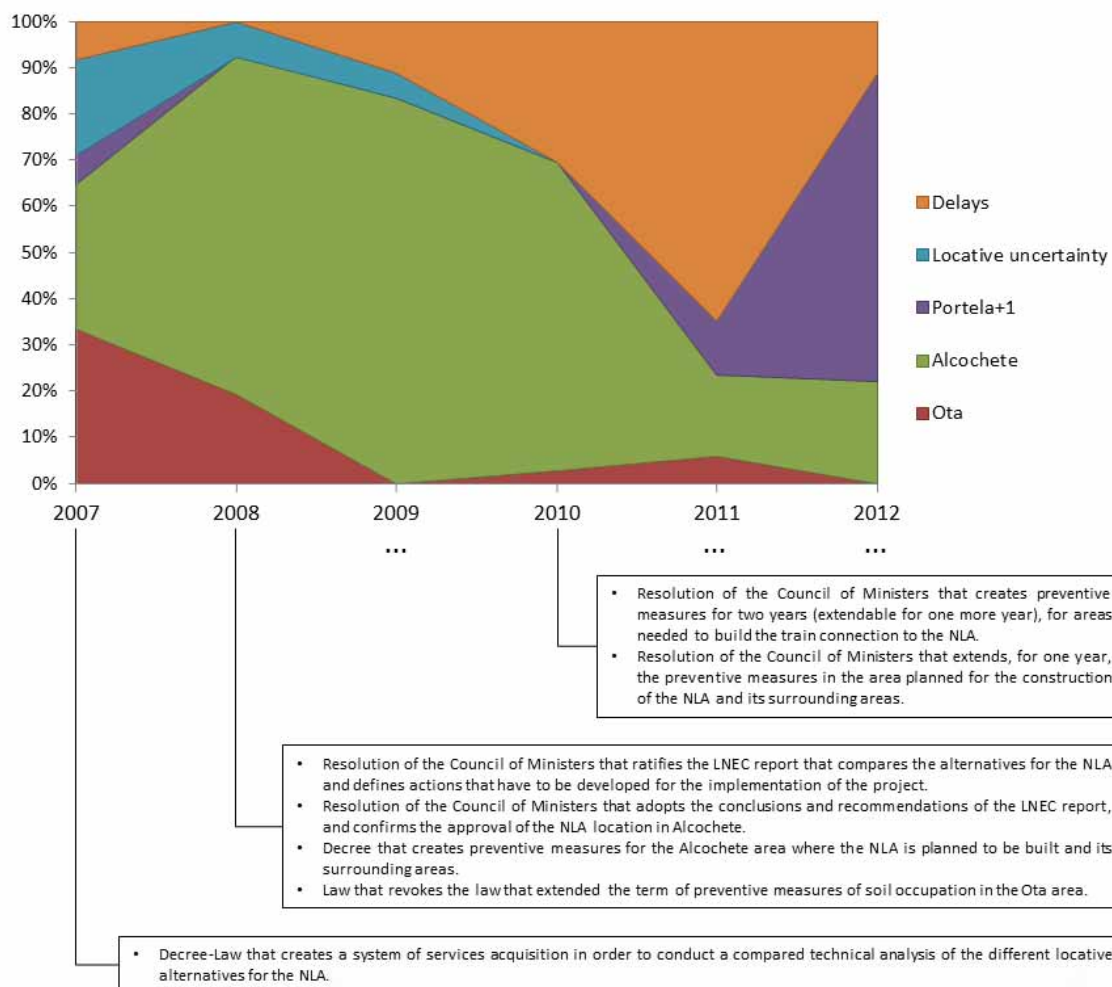 100%
90%
80%
70%
60%
50%
40%
30%
20%
10%
0%
2007 2008 2009 2010 2011 2012
... ... ...
Delays
Locative uncertainty
Portela+1
Alcochete
Ota
• Resolution of the Council of Ministers that creates preventive
measures for two years (extendable for one more year), for areas
needed to build the train connection to the NLA.
• Resolution of the Council of Ministers that extends, for one year,
the preventive measures in the area planned for the construction
of the NLA and its surrounding areas.
• Resolution of the Council of Ministers that ratifies the LNEC report that compares the alternatives for the NLA
and defines actions that have to be developed for the implementation of the project.
• Resolution of the Council of Ministers that adopts the conclusions and recommendations of the LNEC report,
and confirms the approval of the NLA location in Alcochete.
• Decree that creates preventive measures for the Alcochete area where the NLA is planned to be built and its
surrounding areas.
• Law that revokes the law that extended the term of preventive measures of soil occupation in the Ota area.
• Decree-Law that creates a system of services acquisition in order to conduct a compared technical analysis of the different locative
alternatives for the NLA.